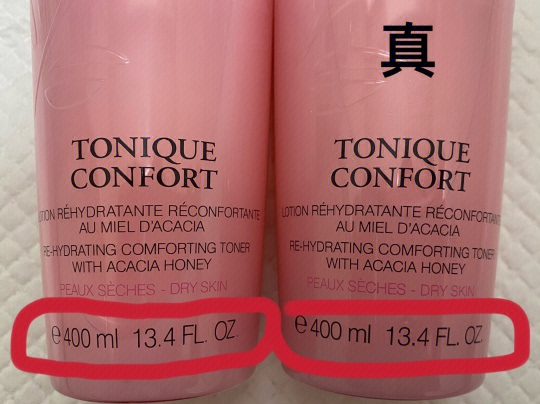 TONIQUE
CONFORT
LOTION RÉHYDRATANTE RÉCONFORTANTE
AU MIEL D'ACACIA
RE-HYDRATING COMFORTING TONER
WITH ACACIA HONEY
PEAUX SÈCHES - DRY SKIN
℮ 400 ml 13.4 FL. OZ.
真
TONIQUE
CONFORT
LOTION RÉHYDRATANTE RÉCONFORTANTE
AU MIEL D'ACACIA
RE-HYDRATING COMFORTING TONER
WITH ACACIA HONEY
PEAUX SÈCHES - DRY SKIN
℮ 400 ml 13.4 FL. OZ.